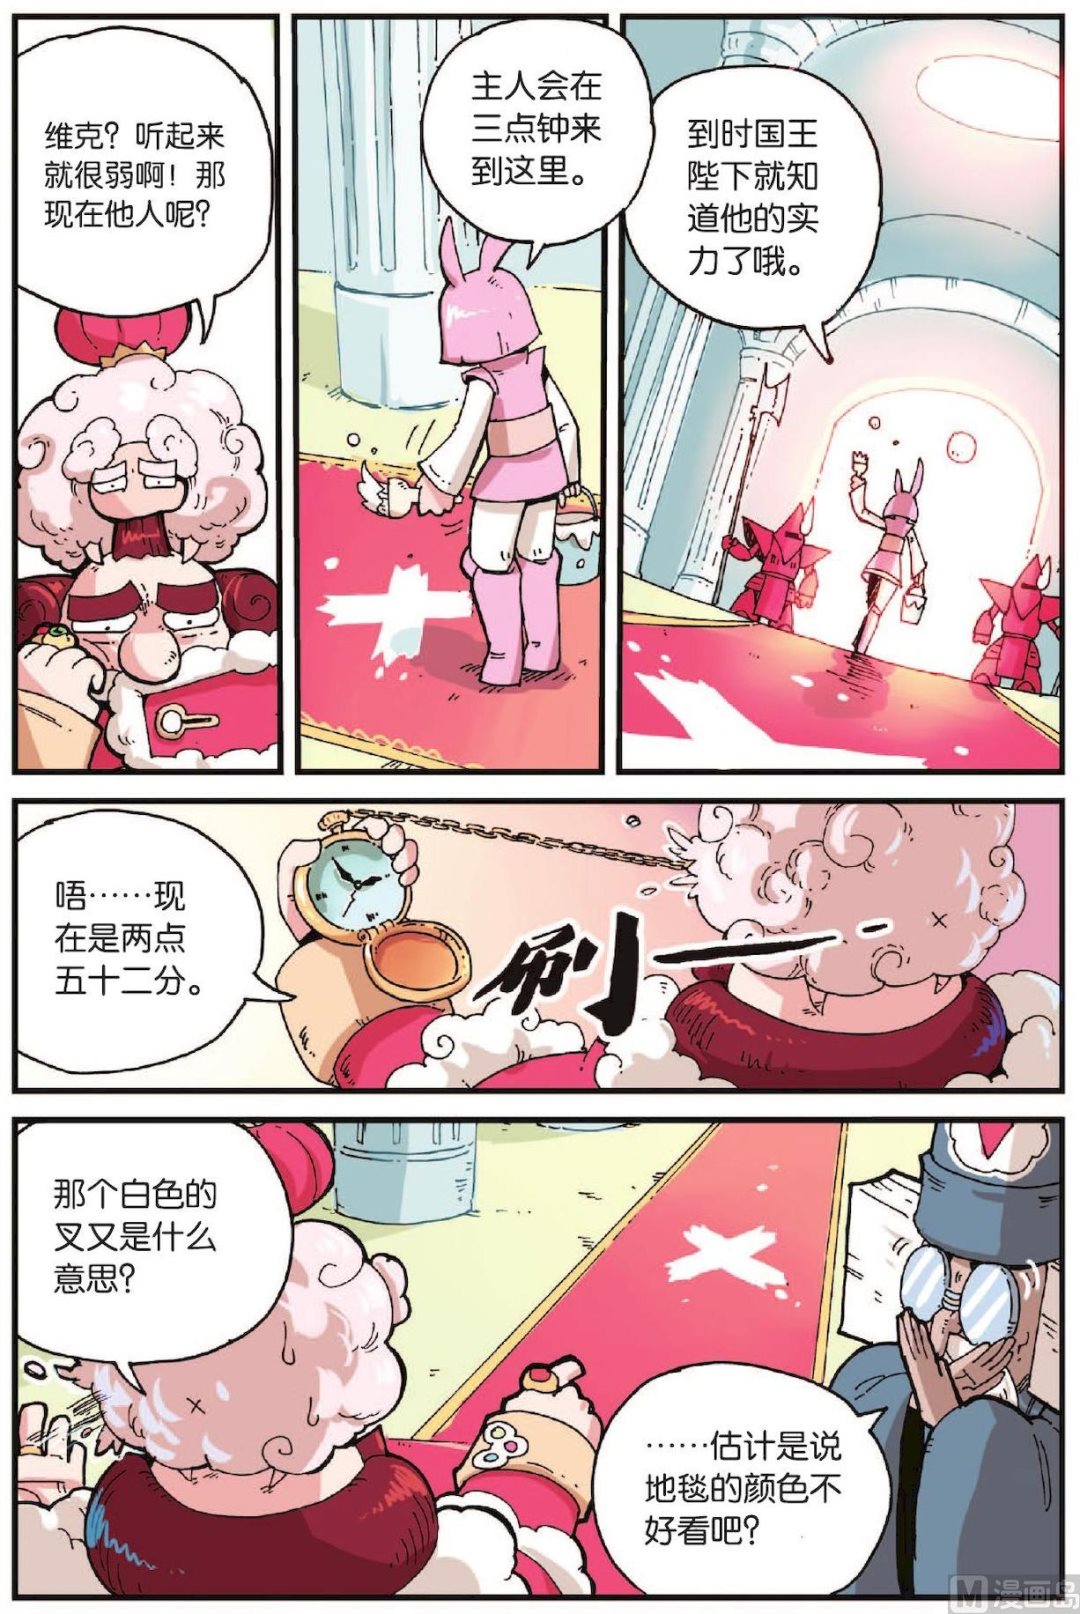 维克？听起来
就很弱啊！那
现在他人呢？
主人会在
三点钟来
到这里。
到时国王
陛下就知
道他的实
力了哦。
唔……现
在是两点
五十二分。
刷一
那个白色的
叉又是什么
意思？
……估计是说
地毯的颜色不
好看吧？
M漫画岛